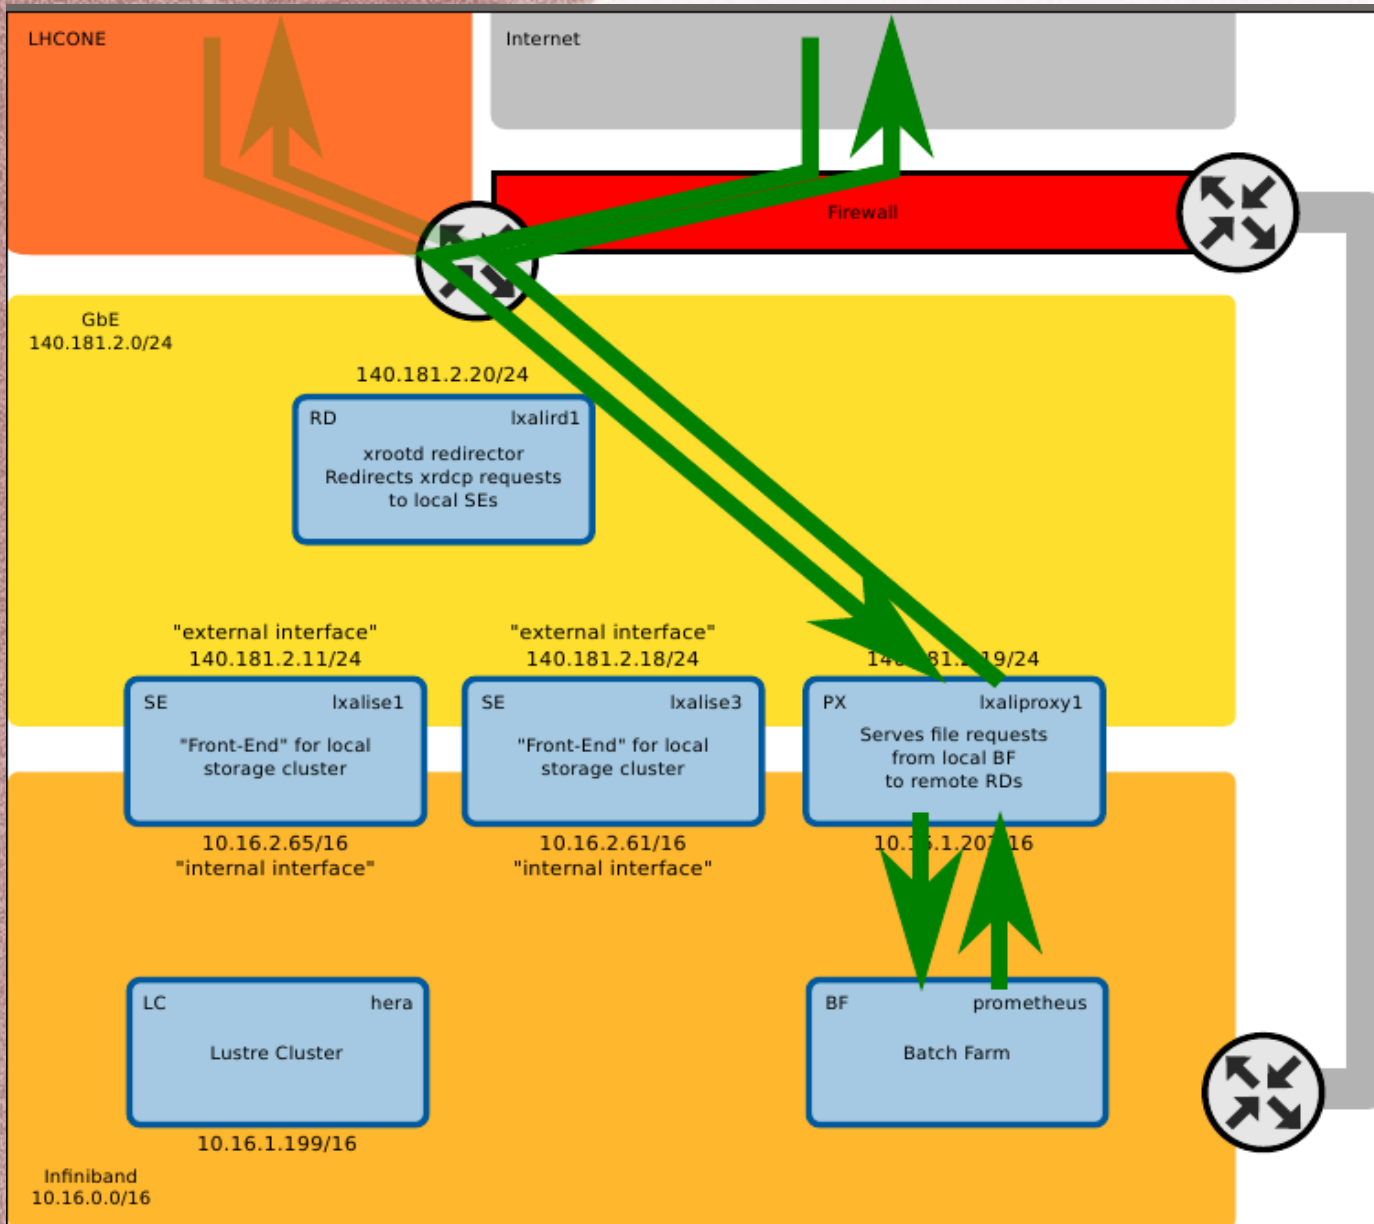 LHCONE
Internet
Firewall
GbE
140.181.2.0/24
140.181.2.20/24
RD lxalird1
xrootd redirector
Redirects xrdcp requests
to local SEs
"external interface"
140.181.2.11/24
"external interface"
140.181.2.18/24
SE lxalise1
"Front-End" for local
storage cluster
SE lxalise3
"Front-End" for local
storage cluster
PX lxaliproxy1
Serves file requests
from local BF
to remote RDs
10.16.2.65/16
"internal interface"
10.16.2.61/16
"internal interface"
LC hera
Lustre Cluster
10.16.1.199/16
BF prometheus
Batch Farm
Infiniband
10.16.0.0/16